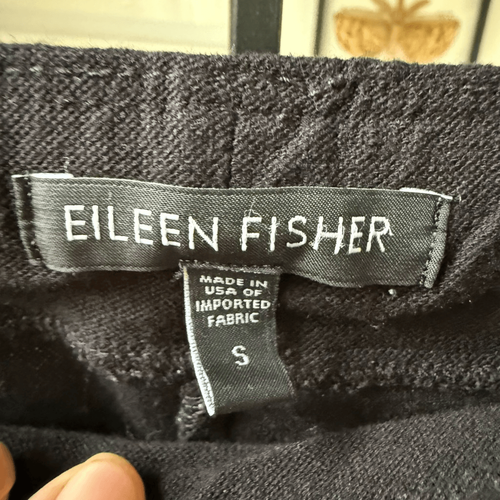 EILEEN FISHER
MADE IN
USA OF
IMPORTED
FABRIC
S